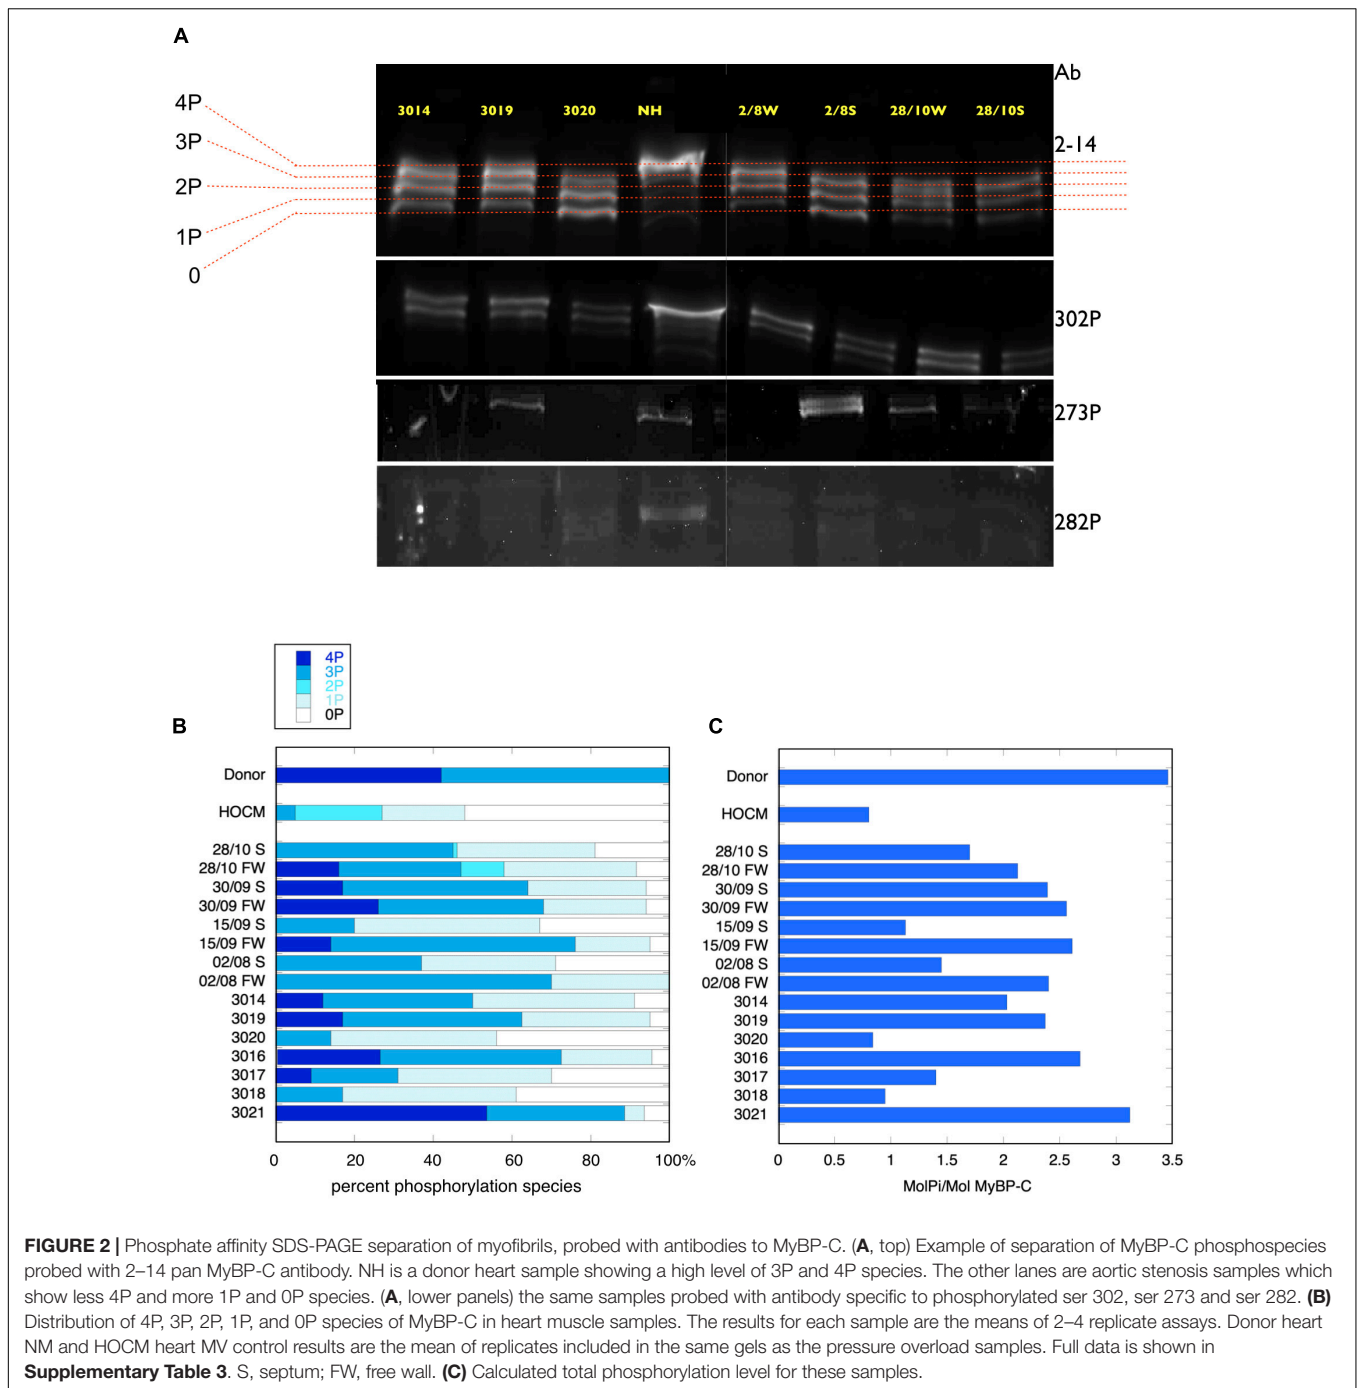 A
Ab
4P
3014 3019 3020 NH 2/8W 2/8S 28/10W 28/10S
3P
2-14
2P
1P
0
302P
273P
282P
4P
3P
2P
1P
0P
B
Donor
HOCM
28/10 S
28/10 FW
30/09 S
30/09 FW
15/09 S
15/09 FW
02/08 S
02/08 FW
3014
3019
3020
3016
3017
3018
3021
0 20 40 60 80 100%
percent phosphorylation species
C
Donor
HOCM
28/10 S
28/10 FW
30/09 S
30/09 FW
15/09 S
15/09 FW
02/08 S
02/08 FW
3014
3019
3020
3016
3017
3018
3021
0 0.5 1 1.5 2 2.5 3 3.5
MolPi/Mol MyBP-C
FIGURE 2 | Phosphate affinity SDS-PAGE separation of myofibrils, probed with antibodies to MyBP-C. (A, top) Example of separation of MyBP-C phosphospecies
probed with 2–14 pan MyBP-C antibody. NH is a donor heart sample showing a high level of 3P and 4P species. The other lanes are aortic stenosis samples which
show less 4P and more 1P and 0P species. (A, lower panels) the same samples probed with antibody specific to phosphorylated ser 302, ser 273 and ser 282. (B)
Distribution of 4P, 3P, 2P, 1P, and 0P species of MyBP-C in heart muscle samples. The results for each sample are the means of 2–4 replicate assays. Donor heart
NM and HOCM heart MV control results are the mean of replicates included in the same gels as the pressure overload samples. Full data is shown in
Supplementary Table 3. S, septum; FW, free wall. (C) Calculated total phosphorylation level for these samples.